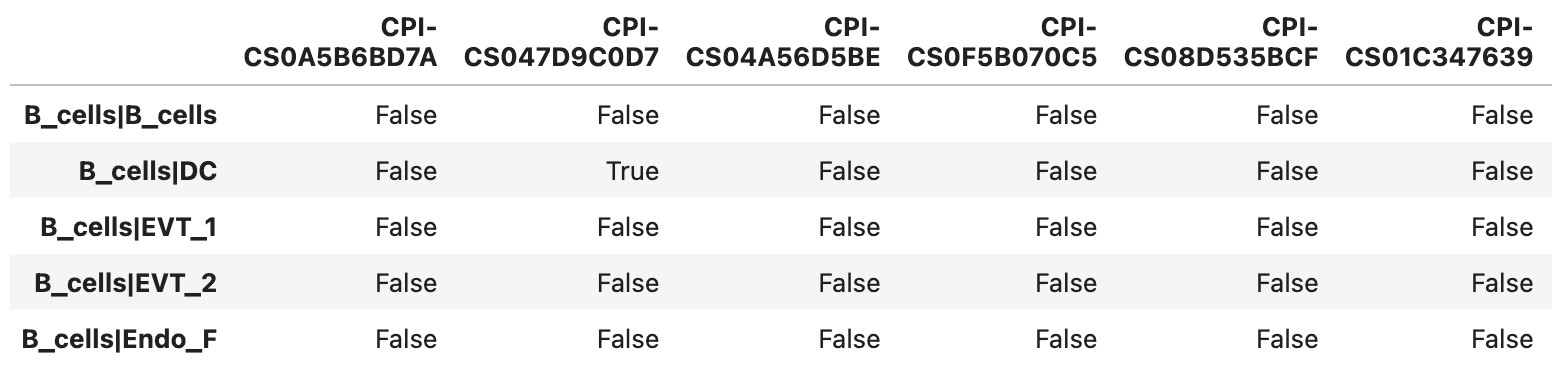 CPI- CPI- CPI- CPI- CPI- CPI-
CS0A5B6BD7A CS047D9C0D7 CS04A56D5BE CS0F5B070C5 CS08D535BCF CS01C347639
B_cells|B_cells False False False False False False
B_cells|DC False True False False False False
B_cells|EVT_1 False False False False False False
B_cells|EVT_2 False False False False False False
B_cells|Endo_F False False False False False False